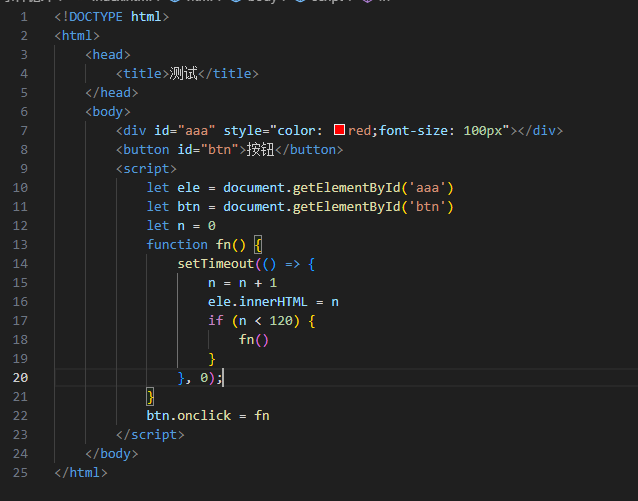 1 <!DOCTYPE html>
2 <html>
3     <head>
4         <title>测试</title>
5     </head>
6     <body>
7         <div id="aaa" style="color: red;font-size: 100px"></div>
8         <button id="btn">按钮</button>
9         <script>
10             let ele = document.getElementById('aaa')
11             let btn = document.getElementById('btn')
12             let n = 0
13             function fn() {
14                 setTimeout(() => {
15                     n = n + 1
16                     ele.innerHTML = n
17                     if (n < 120) {
18                         fn()
19                     }
20                 }, 0);
21             }
22             btn.onclick = fn
23         </script>
24     </body>
25 </html>